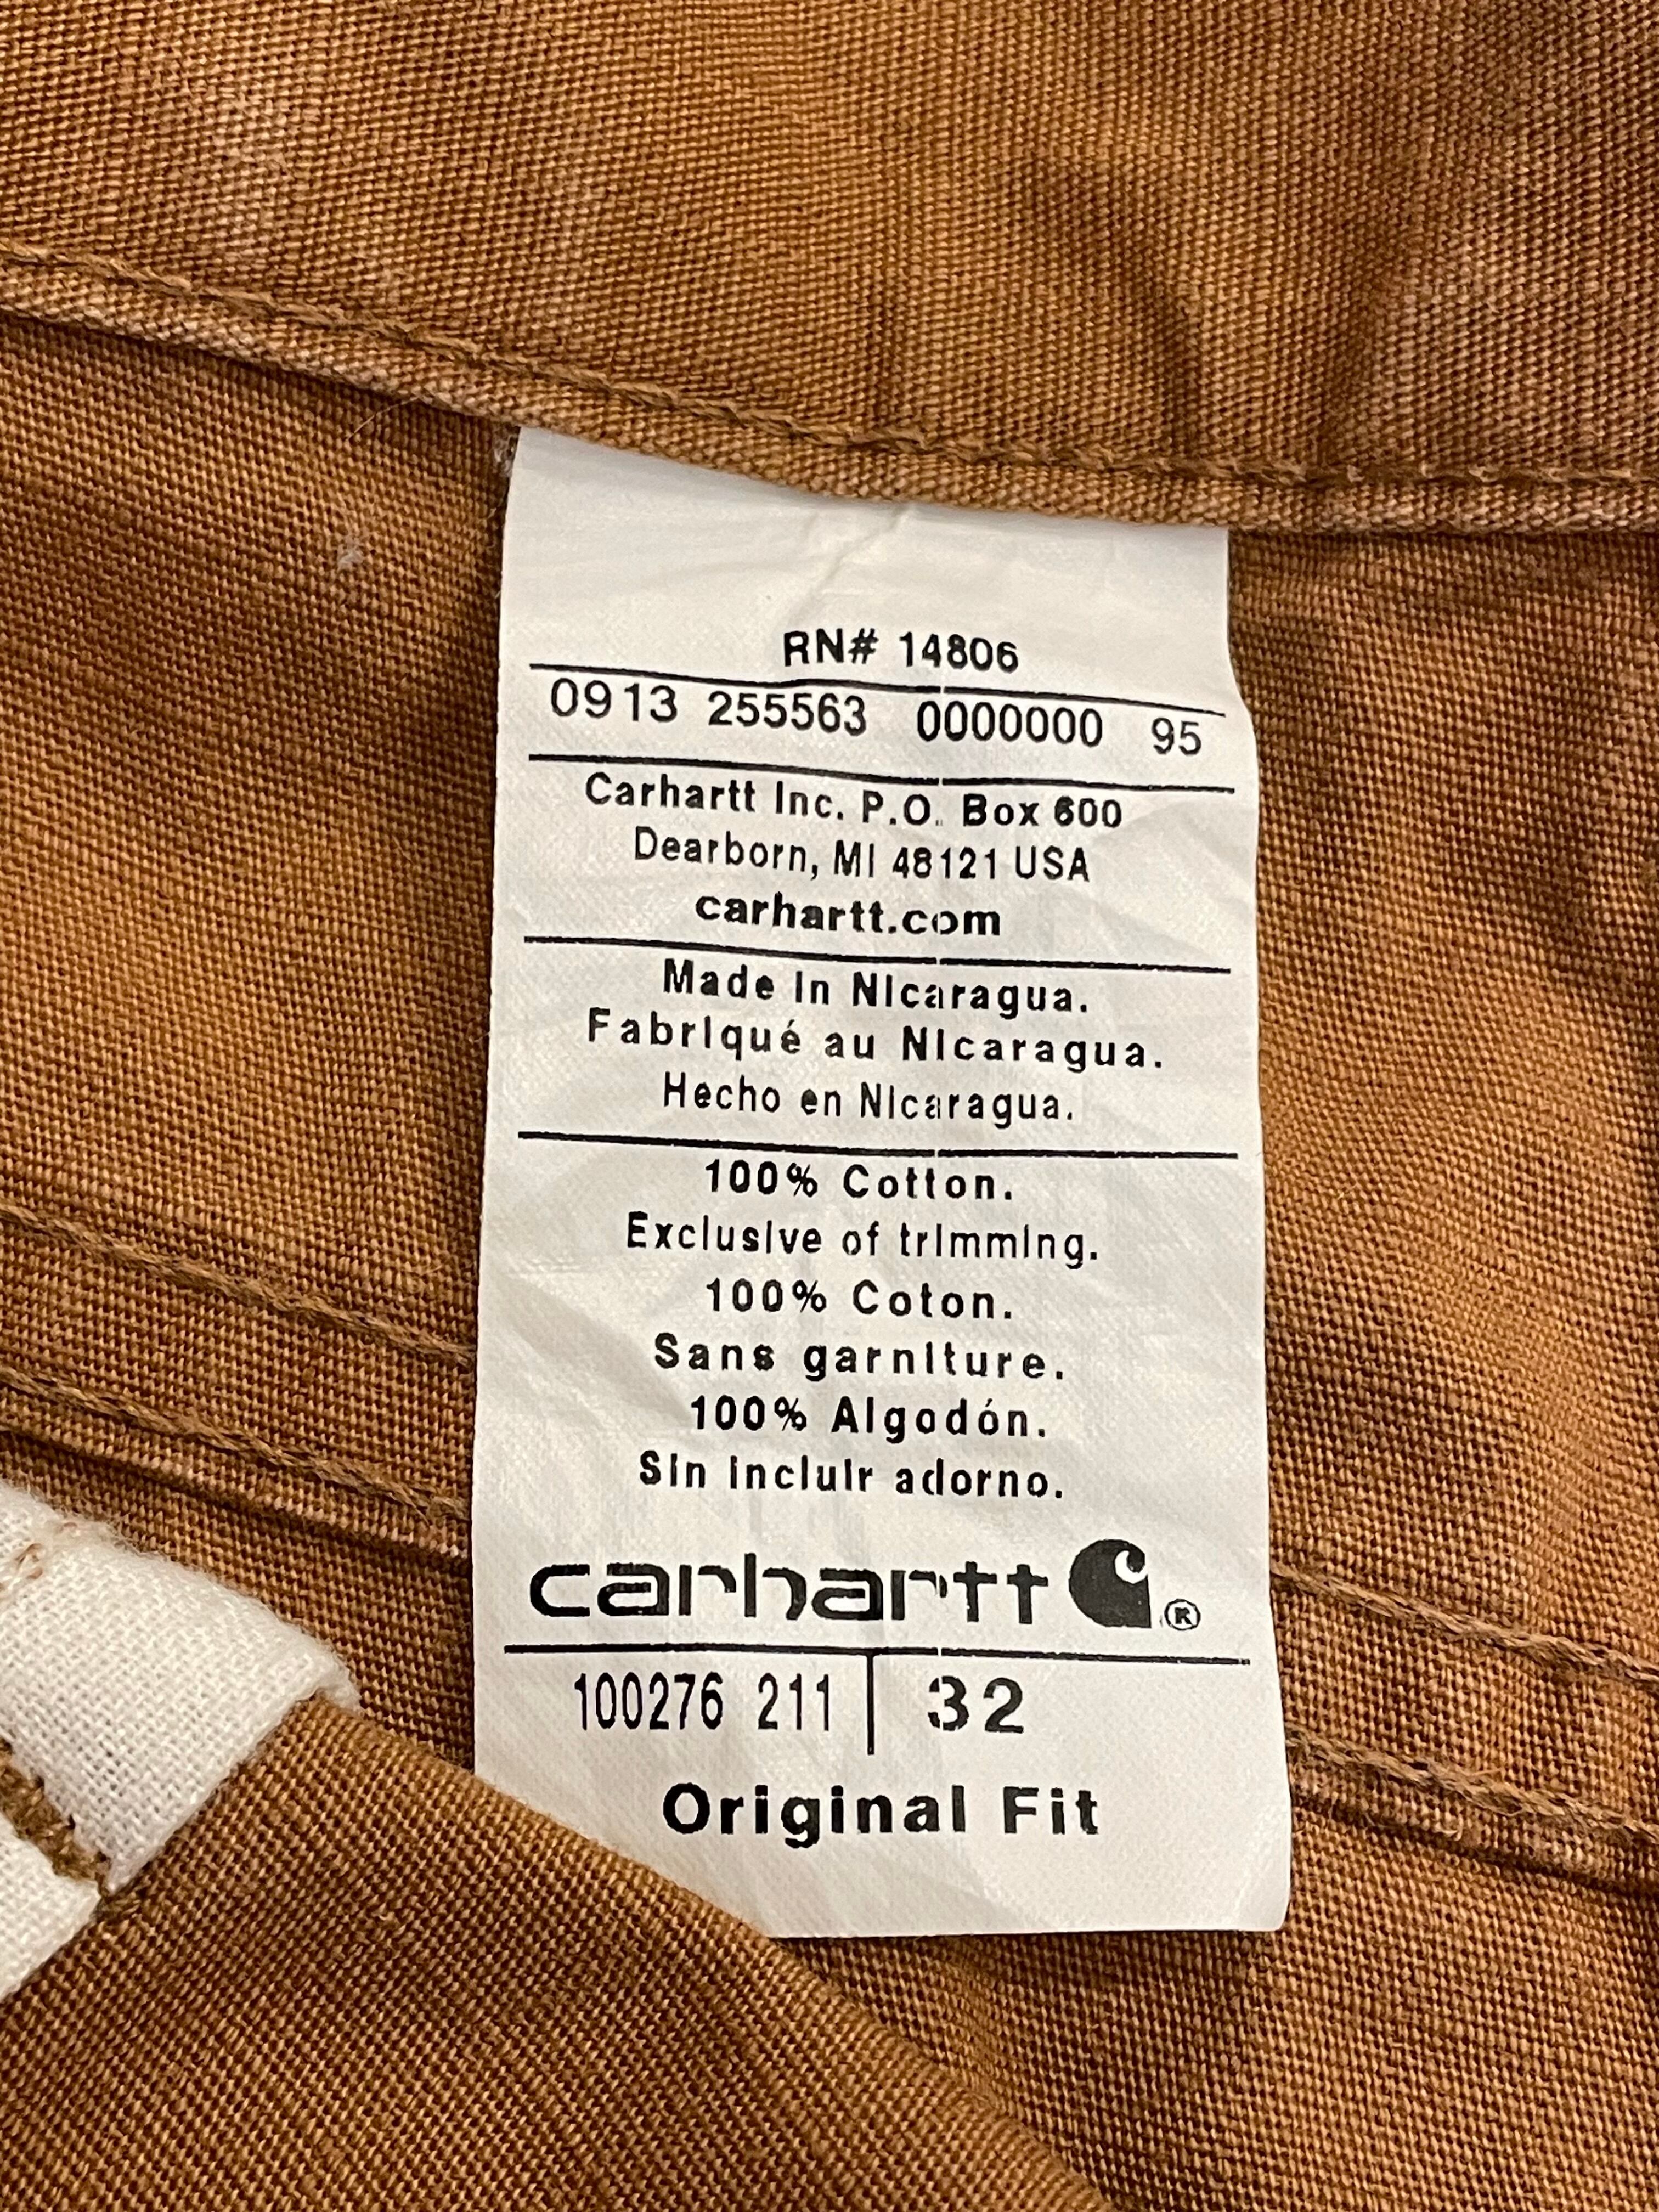 RN# 14806
0913 255563 0000000 95
Carhartt Inc. P.O. Box 600
Dearborn, MI 48121 USA
carhartt.com
Made in Nicaragua.
Fabriqué au Nicaragua.
Hecho en Nicaragua.
100% Cotton.
Exclusive of trimming.
100% Coton.
Sans garniture.
100% Algodón.
Sin incluir adorno.
carhartt ®
100276 211 | 32
Original Fit